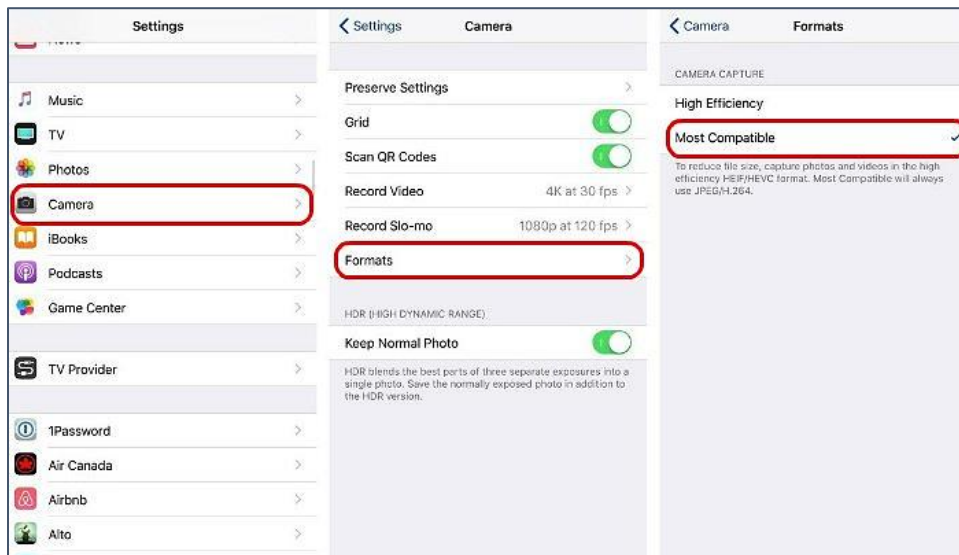 Settings
Music
TV
Photos
Camera
iBooks
Podcasts
Game Center
TV Provider
1Password
Air Canada
Airbnb
Alto
Settings
Camera
Preserve Settings
Grid
Scan QR Codes
Record Video 4K at 30 fps
Record Slo-mo 1080p at 120 fps
Formats
HDR (HIGH DYNAMIC RANGE)
Keep Normal Photo
HDR blends the best parts of three separate exposures into a
single photo. Save the normally exposed photo in addition to
the HDR version.
Camera
Formats
CAMERA CAPTURE
High Efficiency
Most Compatible
To reduce file size, capture photos and videos in the high
efficiency HEIF/HEVC format. Most Compatible will always
use JPEG/H.264.